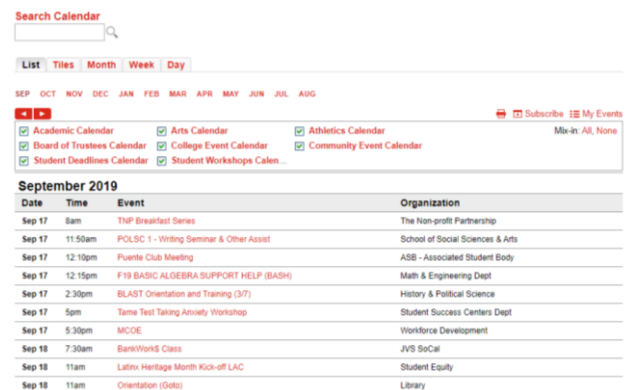 Search Calendar
List Tiles Month Week Day
SEP OCT NOV DEC JAN FEB MAR APR MAY JUN JUL AUG
Subscribe My Events
Academic Calendar Arts Calendar Athletics Calendar Mix-in: All, None
Board of Trustees Calendar College Event Calendar Community Event Calendar
Student Deadlines Calendar Student Workshops Calen...
September 2019
Date Time Event Organization
Sep 17 8am TNP Breakfast Series The Non-profit Partnership
Sep 17 11:50am POLSC 1 - Writing Seminar & Other Assist School of Social Sciences & Arts
Sep 17 12:10pm Puente Club Meeting ASB - Associated Student Body
Sep 17 12:15pm F19 BASIC ALGEBRA SUPPORT HELP (BASH) Math & Engineering Dept
Sep 17 2:30pm BLAST Orientation and Training (3/7) History & Political Science
Sep 17 5pm Tame Test Taking Anxiety Workshop Student Success Centers Dept
Sep 17 5:30pm MCOE Workforce Development
Sep 18 7:30am BankWork$ Class JVS SoCal
Sep 18 11am Latinx Heritage Month Kick-off LAC Student Equity
Sep 18 11am Orientation (Goto) Library